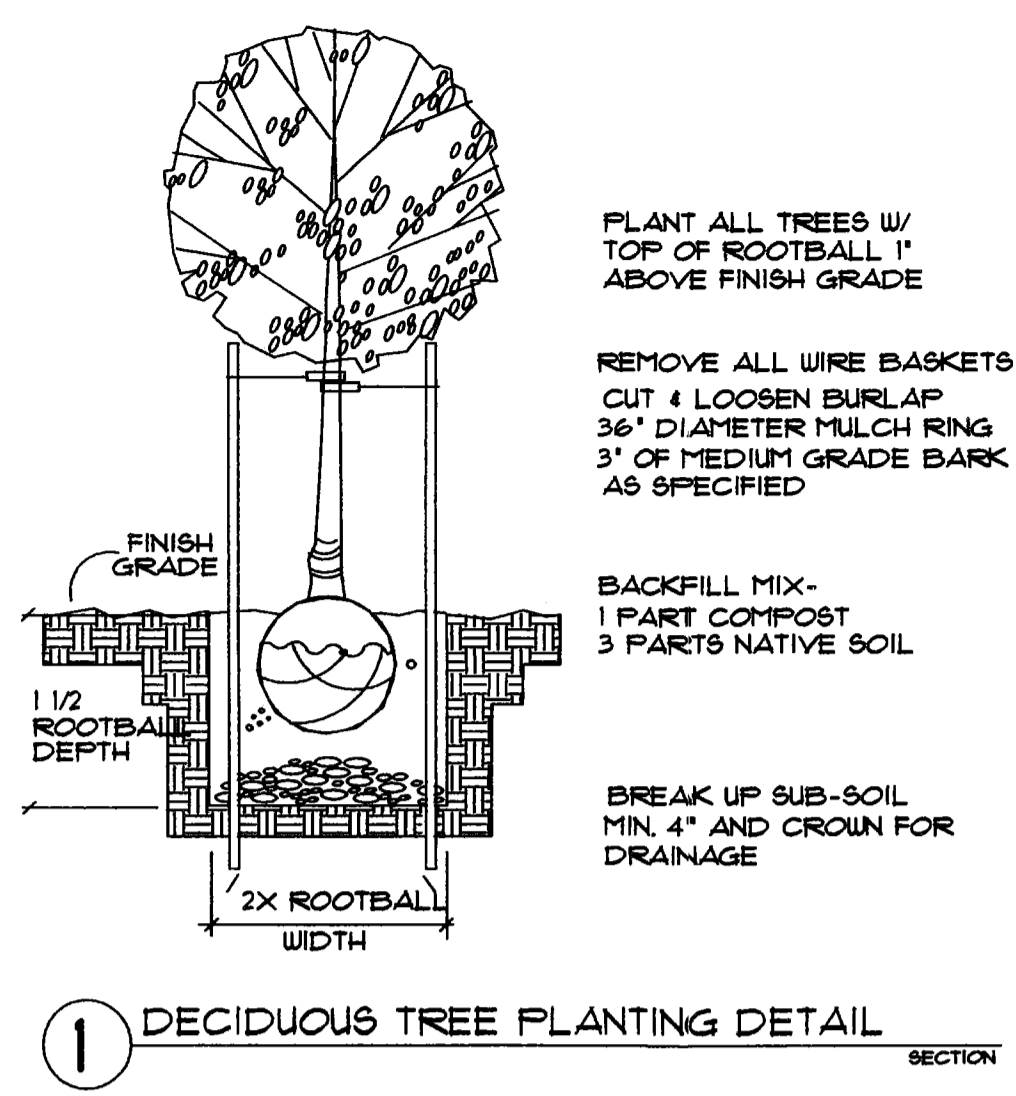 PLANT ALL TREES W/
TOP OF ROOTBALL 1"
ABOVE FINISH GRADE
REMOVE ALL WIRE BASKETS
CUT & LOOSEN BURLAP
36" DIAMETER MULCH RING
3" OF MEDIUM GRADE BARK
AS SPECIFIED
FINISH
GRADE
BACKFILL MIX-
1 PART COMPOST
3 PARTS NATIVE SOIL
1 1/2
ROOTBALL
DEPTH
BREAK UP SUB-SOIL
MIN. 4" AND CROWN FOR
DRAINAGE
2X ROOTBALL
WIDTH
1 DECIDUOUS TREE PLANTING DETAIL
SECTION